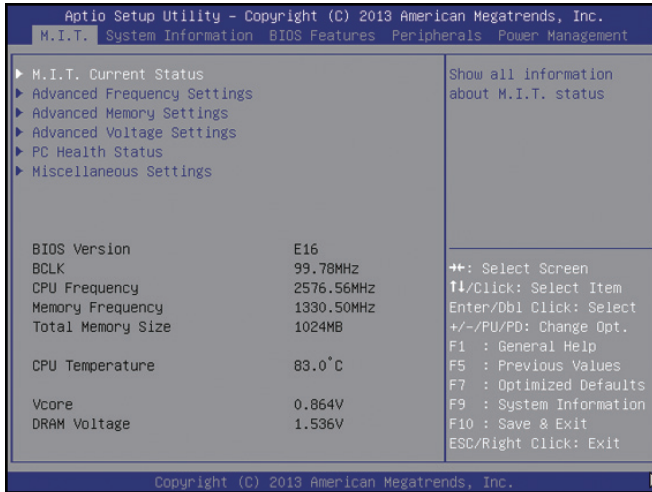 Aptio Setup Utility – Copyright (C) 2013 American Megatrends, Inc.
M.I.T. System Information BIOS Features Peripherals Power Management
M.I.T. Current Status
Advanced Frequency Settings
Advanced Memory Settings
Advanced Voltage Settings
PC Health Status
Miscellaneous Settings
BIOS Version E16
BCLK 99.78MHz
CPU Frequency 2576.56MHz
Memory Frequency 1330.50MHz
Total Memory Size 1024MB
CPU Temperature 83.0°C
Vcore 0.864V
DRAM Voltage 1.536V
Show all information
about M.I.T. status
→←: Select Screen
↑↓/Click: Select Item
Enter/Dbl Click: Select
+/-/PU/PD: Change Opt.
F1 : General Help
F5 : Previous Values
F7 : Optimized Defaults
F9 : System Information
F10 : Save & Exit
ESC/Right Click: Exit
Copyright (C) 2013 American Megatrends, Inc.